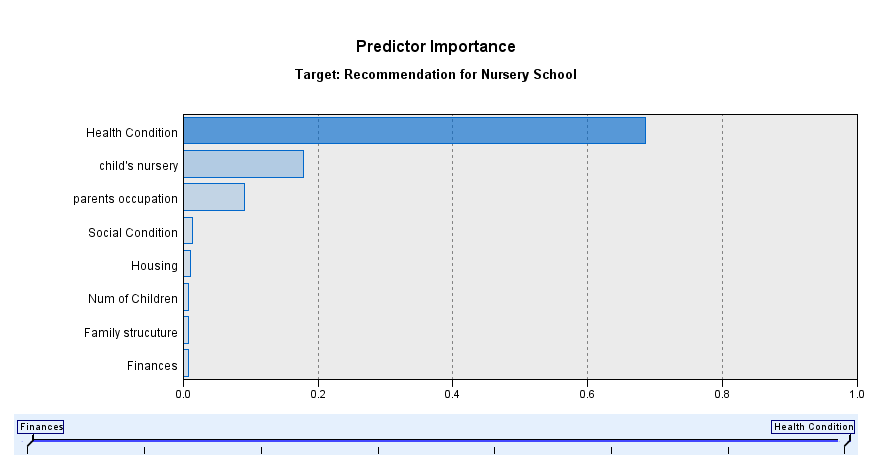 Predictor Importance
Target: Recommendation for Nursery School
Health Condition
child's nursery
parents occupation
Social Condition
Housing
Num of Children
Family strucuture
Finances
0.0 0.2 0.4 0.6 0.8 1.0
Finances Health Condition